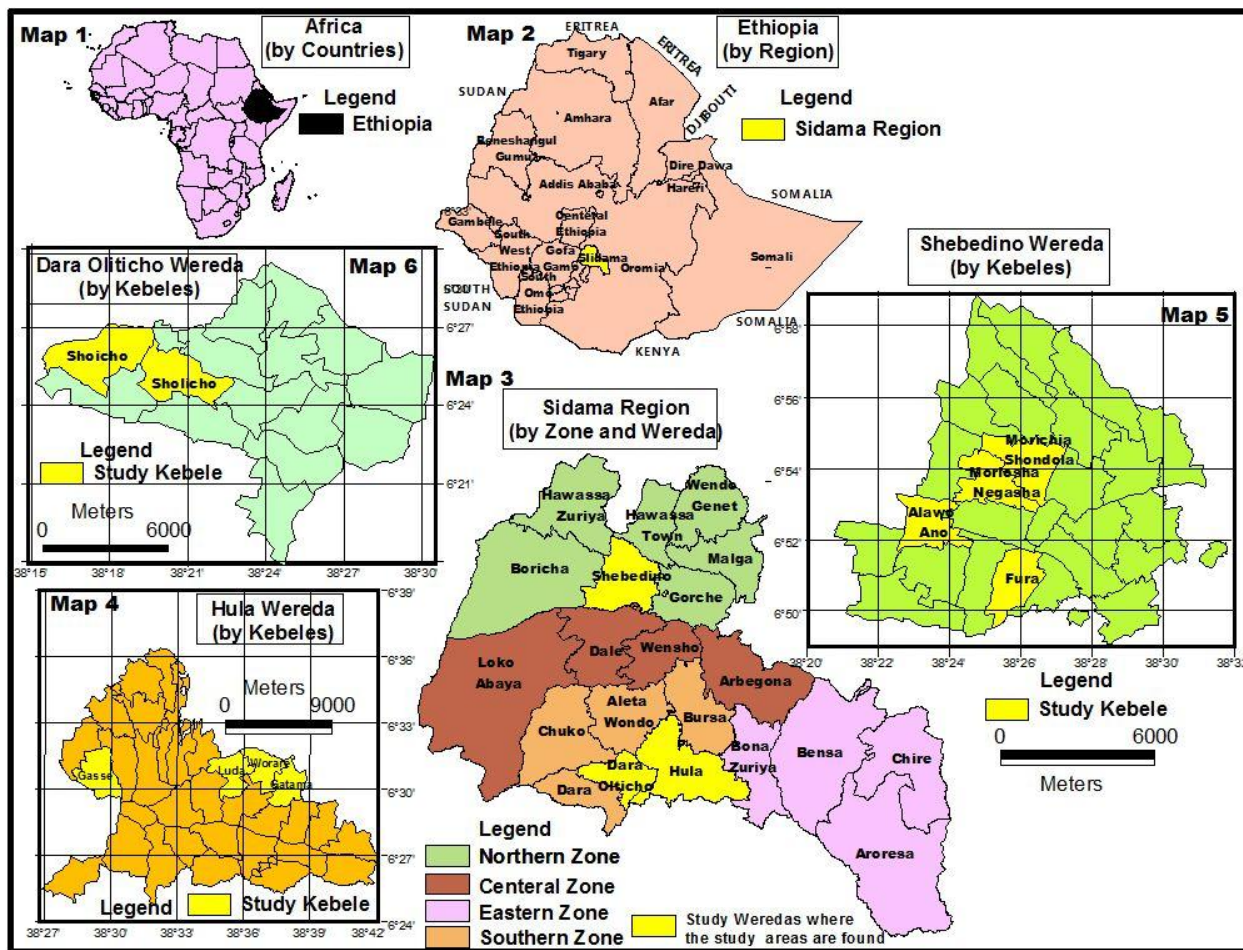 Map 1
Africa
(by Countries)
Legend
Ethiopia
Map 2
Ethiopia
(by Region)
Legend
Sidama Region
ERITREA
ERITREA
SUDAN
DJIBOUTI
SOMALIA
SOMALIA
KENYA
SUDAN
Tigary
Afar
Amhara
Beneshangul
Gumuz
Dire Dawa
Addis Ababa
Hareri
8°33'
Gambele
Centeral
Ethiopia
South
West
Ethiopia
Gofa
Gamo
Sidama
Oromia
Somali
South
Omo
Ethiopia
Dara Oliticho Wereda
(by Kebeles)
Map 6
Shoicho
Sholicho
Legend
Study Kebele
Meters
0 6000
6°27'
6°24'
6°21'
38°15' 38°18' 38°21' 38°24' 38°27' 38°30'
Map 4
Hula Wereda
(by Kebeles)
Meters
0 9000
Gasse
Luda
Worare
Gatama
Legend
Study Kebele
6°39'
6°36'
6°33'
6°30'
6°27'
6°24'
38°27' 38°30' 38°33' 38°36' 38°39' 38°42'
Map 3
Sidama Region
(by Zone and Wereda)
Hawassa
Zuriya
Wendo
Genet
Hawassa
Town
Malga
Boricha
Shebedino
Gorche
Loko
Abaya
Dale
Wensho
Arbegona
Aleta
Wondo
Chuko
Bursa
Bona
Zuriya
Bensa
Chire
Dara
Olticho
Hula
Dara
Aroresa
Legend
Northern Zone
Centeral Zone
Eastern Zone
Southern Zone
Study Weredas where
the study areas are found
Shebedino Wereda
(by Kebeles)
Map 5
Morichia
Shondola
Negasha
Alawo
Ano
Fura
6°58'
6°56'
6°54'
6°52'
6°50'
38°20' 38°22' 38°24' 38°26' 38°28' 38°30'
Legend
Study Kebele
0 6000
Meters